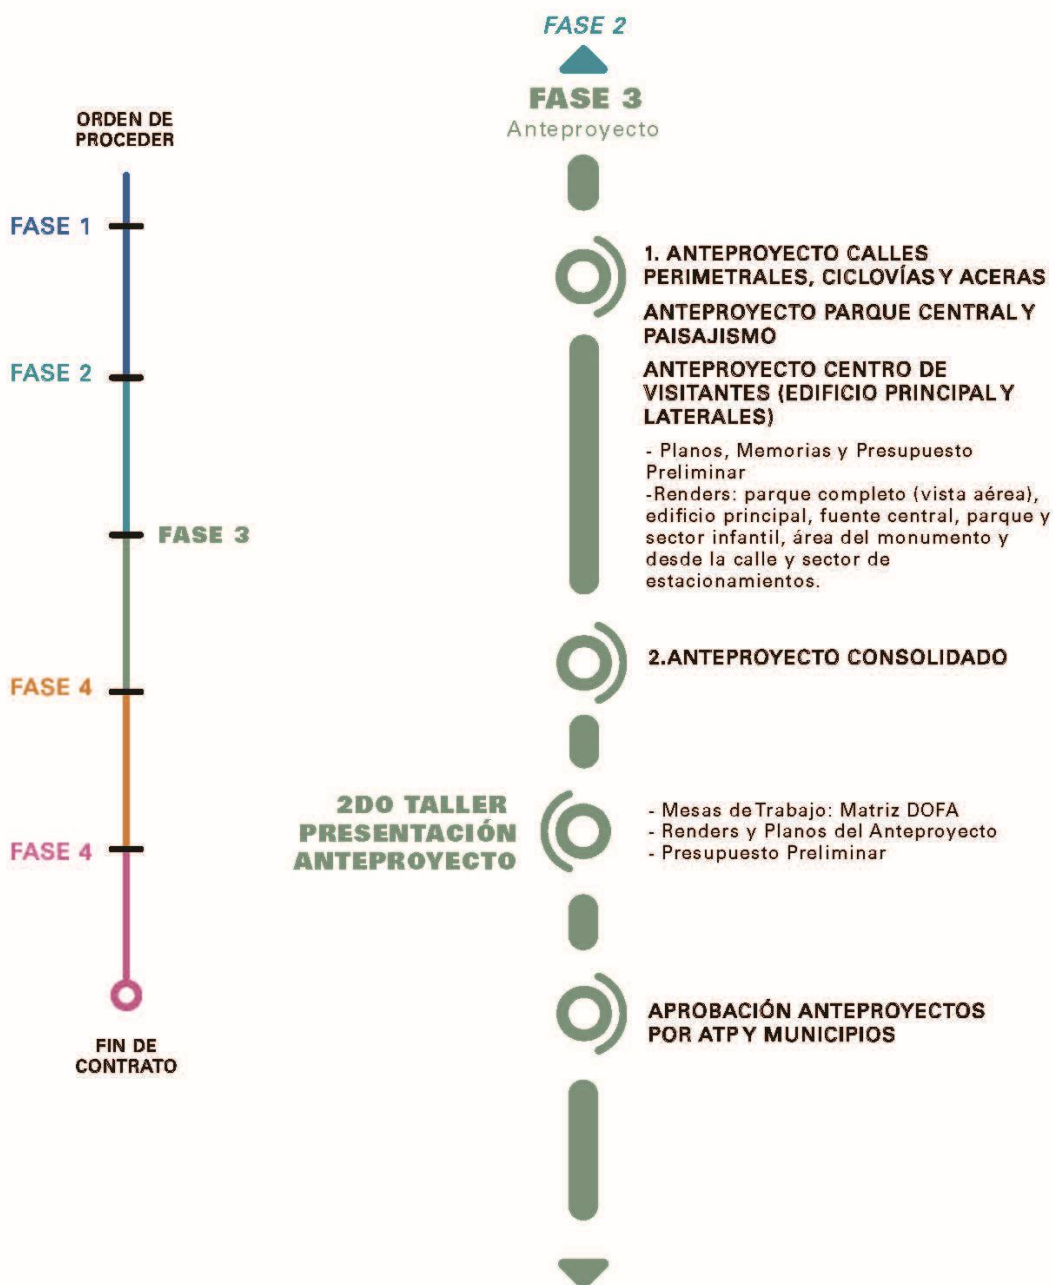 ORDEN DE
PROCEDER
FASE 1
FASE 2
FASE 3
FASE 4
FASE 4
FIN DE
CONTRATO
FASE 2
FASE 3
Anteproyecto
1. ANTEPROYECTO CALLES
PERIMETRALES, CICLOVÍAS Y ACERAS
ANTEPROYECTO PARQUE CENTRAL Y
PAISAJISMO
ANTEPROYECTO CENTRO DE
VISITANTES (EDIFICIO PRINCIPAL Y
LATERALES)
- Planos, Memorias y Presupuesto
Preliminar
-Renders: parque completo (vista aérea),
edificio principal, fuente central, parque y
sector infantil, área del monumento y
desde la calle y sector de
estacionamientos.
2.ANTEPROYECTO CONSOLIDADO
2DO TALLER
PRESENTACIÓN
ANTEPROYECTO
- Mesas de Trabajo: Matriz DOFA
- Renders y Planos del Anteproyecto
- Presupuesto Preliminar
APROBACIÓN ANTEPROYECTOS
POR ATP Y MUNICIPIOS